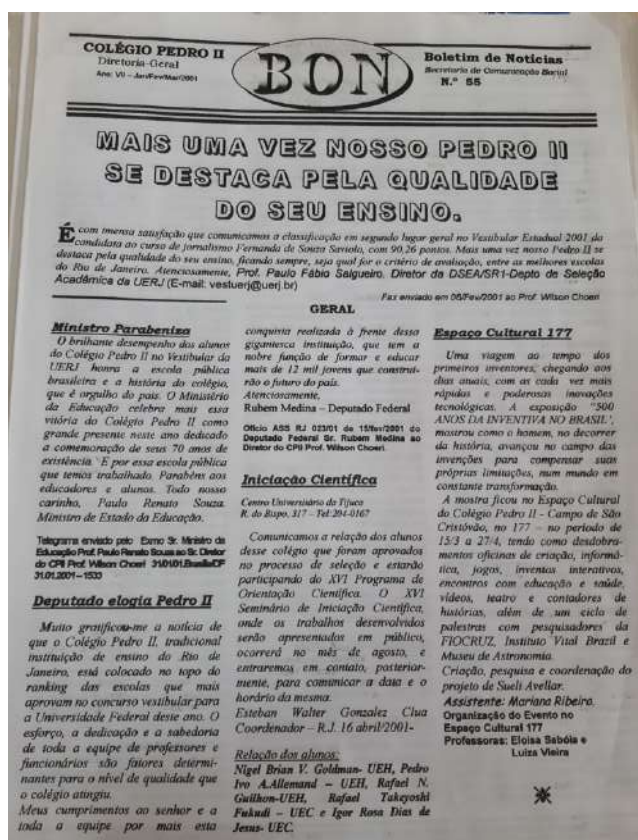 COLÉGIO PEDRO II
Diretoria-Geral
Ano: VII – Jan/Fev/Mar/2001
BON
Boletim de Notícias
Secretaria de Comunicação Social
N.º 55
MAIS UMA VEZ NOSSO PEDRO II
SE DESTACA PELA QUALIDADE
DO SEU ENSINO.
É com imensa satisfação que comunicamos a classificação em segundo lugar geral no Vestibular Estadual 2001 da
candidata ao curso de jornalismo Fernanda de Souza Saviolo, com 90,26 pontos. Mais uma vez nosso Pedro II se
destaca pela qualidade do seu ensino, ficando sempre, seja qual for o critério de avaliação, entre as melhores escolas
do Rio de Janeiro. Atenciosamente, Prof. Paulo Fábio Salgueiro. Diretor da DSEA/SR1-Depto de Seleção
Acadêmica da UERJ (E-mail: vestuerj@uerj.br)
Fax enviado em 06/Fev/2001 ao Prof. Wilson Choeri
GERAL
Ministro Parabeniza
O brilhante desempenho dos alunos
do Colégio Pedro II no Vestibular da
UERJ honra a escola pública
brasileira e a história do colégio,
que é orgulho do país. O Ministério
da Educação celebra mais essa
vitória do Colégio Pedro II como
grande presente neste ano dedicado
a comemoração de seus 70 anos de
existência. E por essa escola pública
que temos trabalhado. Parabéns aos
educadores e alunos. Todo nosso
carinho, Paulo Renato Souza.
Ministro de Estado da Educação.
Telegrama enviado pelo Exmo Sr. Ministro da
Educação Prof. Paulo Renato Souza ao Sr. Diretor
do CPII Prof. Wilson Choeri 31/01/01.Brasília/DF
31.01.2001 – 1533
Deputado elogia Pedro II
Muito gratificou-me a notícia de
que o Colégio Pedro II, tradicional
instituição de ensino do Rio de
Janeiro, está colocado no topo do
ranking das escolas que mais
aprovam no concurso vestibular para
a Universidade Federal deste ano. O
esforço, a dedicação e a sabedoria
de toda a equipe de professores e
funcionários são fatores determi-
nantes para o nível de qualidade que
o colégio atingiu.
Meus cumprimentos ao senhor e a
toda a equipe por mais esta
conquista realizada à frente dessa
gigantesca instituição, que tem a
nobre função de formar e educar
mais de 12 mil jovens que construi-
rão o futuro do país.
Atenciosamente,
Rubem Medina – Deputado Federal
Ofício ASS RJ 023/01 de 15/fev/2001 do
Deputado Federal Sr. Rubem Medina ao
Diretor do CPII Prof. Wilson Choeri.
Iniciação Científica
Centro Universitário da Tijuca
R. do Bispo, 317 – Tel:204-0167
Comunicamos a relação dos alunos
desse colégio que foram aprovados
no processo de seleção e estarão
participando do XVI Programa de
Orientação Científica. O XVI
Seminário de Iniciação Científica,
onde os trabalhos desenvolvidos
serão apresentados em público,
ocorrerá no mês de agosto, e
entraremos em contato, posterior-
mente, para comunicar a data e o
horário da mesma.
Esteban Walter Gonzalez Clua
Coordenador – R.J. 16 abril/2001-
Relação dos alunos:
Nigel Brian V. Goldman- UEH, Pedro
Ivo A.Allemand – UEH, Rafael N.
Guilhon-UEH, Rafael Takeyoshi
Fukudi – UEC e Igor Rosa Dias de
Jesus- UEC.
Espaço Cultural 177
Uma viagem ao tempo dos
primeiros inventores, chegando aos
dias atuais, com as cada vez mais
rápidas e poderosas inovações
tecnológicas. A exposição "500
ANOS DA INVENTIVA NO BRASIL",
mostrou como o homem, no decorrer
da história, avançou no campo das
invenções para compensar suas
próprias limitações, num mundo em
constante transformação.
A mostra ficou no Espaço Cultural
do Colégio Pedro II - Campo de São
Cristóvão, no 177 – no período de
15/3 a 27/4, tendo como desdobra-
mentos oficinas de criação, informá-
tica, jogos, inventos interativos,
encontros com educação e saúde,
vídeos, teatro e contadores de
histórias, além de um ciclo de
palestras com pesquisadores da
FIOCRUZ, Instituto Vital Brazil e
Museu de Astronomia.
Criação, pesquisa e coordenação do
projeto de Sueli Avellar.
Assistente: Mariana Ribeiro.
Organização do Evento no
Espaço Cultural 177
Professoras: Eloisa Sabóia e
Luiza Vieira